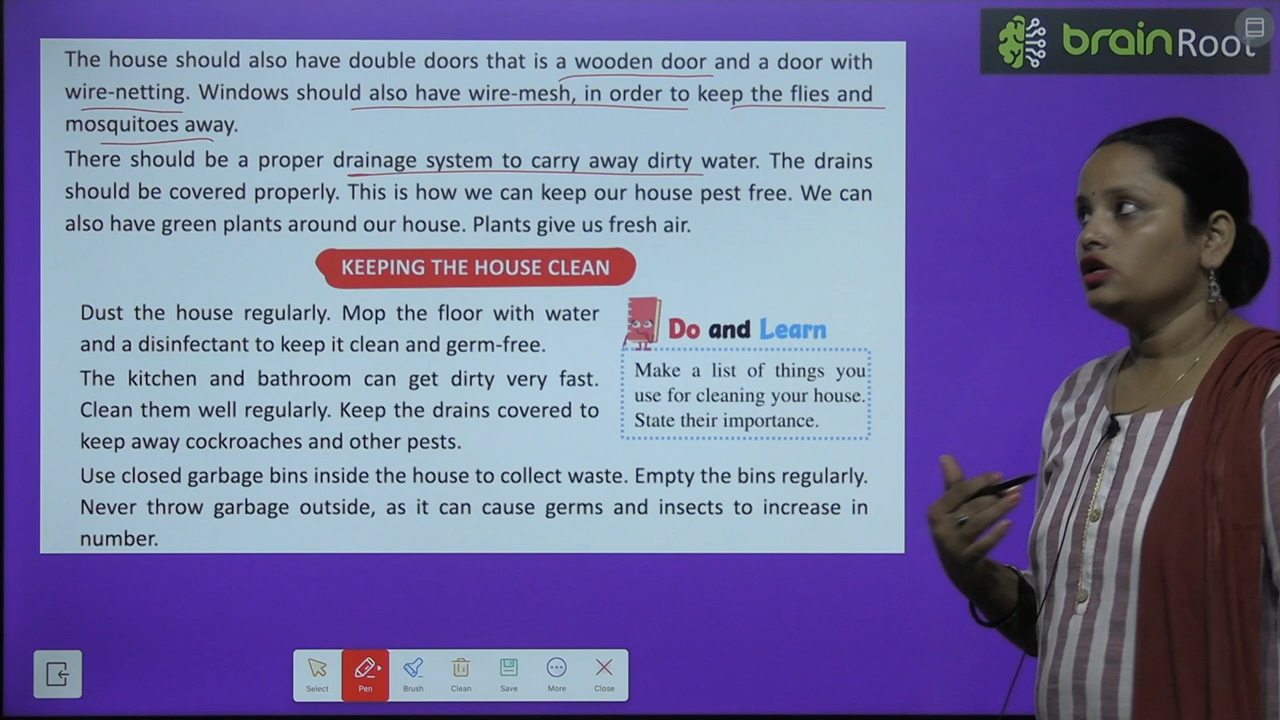 brainRoot
The house should also have double doors that is a wooden door and a door with
wire-netting. Windows should also have wire-mesh, in order to keep the flies and
mosquitoes away.
There should be a proper drainage system to carry away dirty water. The drains
should be covered properly. This is how we can keep our house pest free. We can
also have green plants around our house. Plants give us fresh air.
KEEPING THE HOUSE CLEAN
Dust the house regularly. Mop the floor with water
and a disinfectant to keep it clean and germ-free.
The kitchen and bathroom can get dirty very fast.
Clean them well regularly. Keep the drains covered to
keep away cockroaches and other pests.
Do and Learn
Make a list of things you
use for cleaning your house.
State their importance.
Use closed garbage bins inside the house to collect waste. Empty the bins regularly.
Never throw garbage outside, as it can cause germs and insects to increase in
number.
Select Pen Brush Clean Save More Close